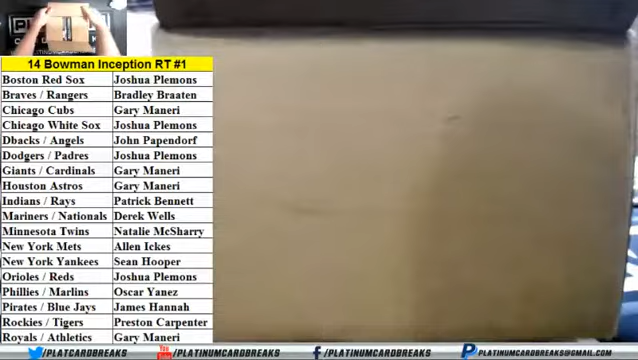 14 Bowman Inception RT #1
Boston Red Sox Joshua Plemons
Braves / Rangers Bradley Braaten
Chicago Cubs Gary Maneri
Chicago White Sox Joshua Plemons
Dbacks / Angels John Papendorf
Dodgers / Padres Joshua Plemons
Giants / Cardinals Gary Maneri
Houston Astros Gary Maneri
Indians / Rays Patrick Bennett
Mariners / Nationals Derek Wells
Minnesota Twins Natalie McSharry
New York Mets Allen Ickes
New York Yankees Sean Hooper
Orioles / Reds Joshua Plemons
Phillies / Marlins Oscar Yanez
Pirates / Blue Jays James Hannah
Rockies / Tigers Preston Carpenter
Royals / Athletics Gary Maneri
/PLATCARDBREAKS You Tube /PLATINUMCARDBREAKS f /PLATINUMCARDBREAKS P PLATINUMCARDBREAKS@GMAIL.COM